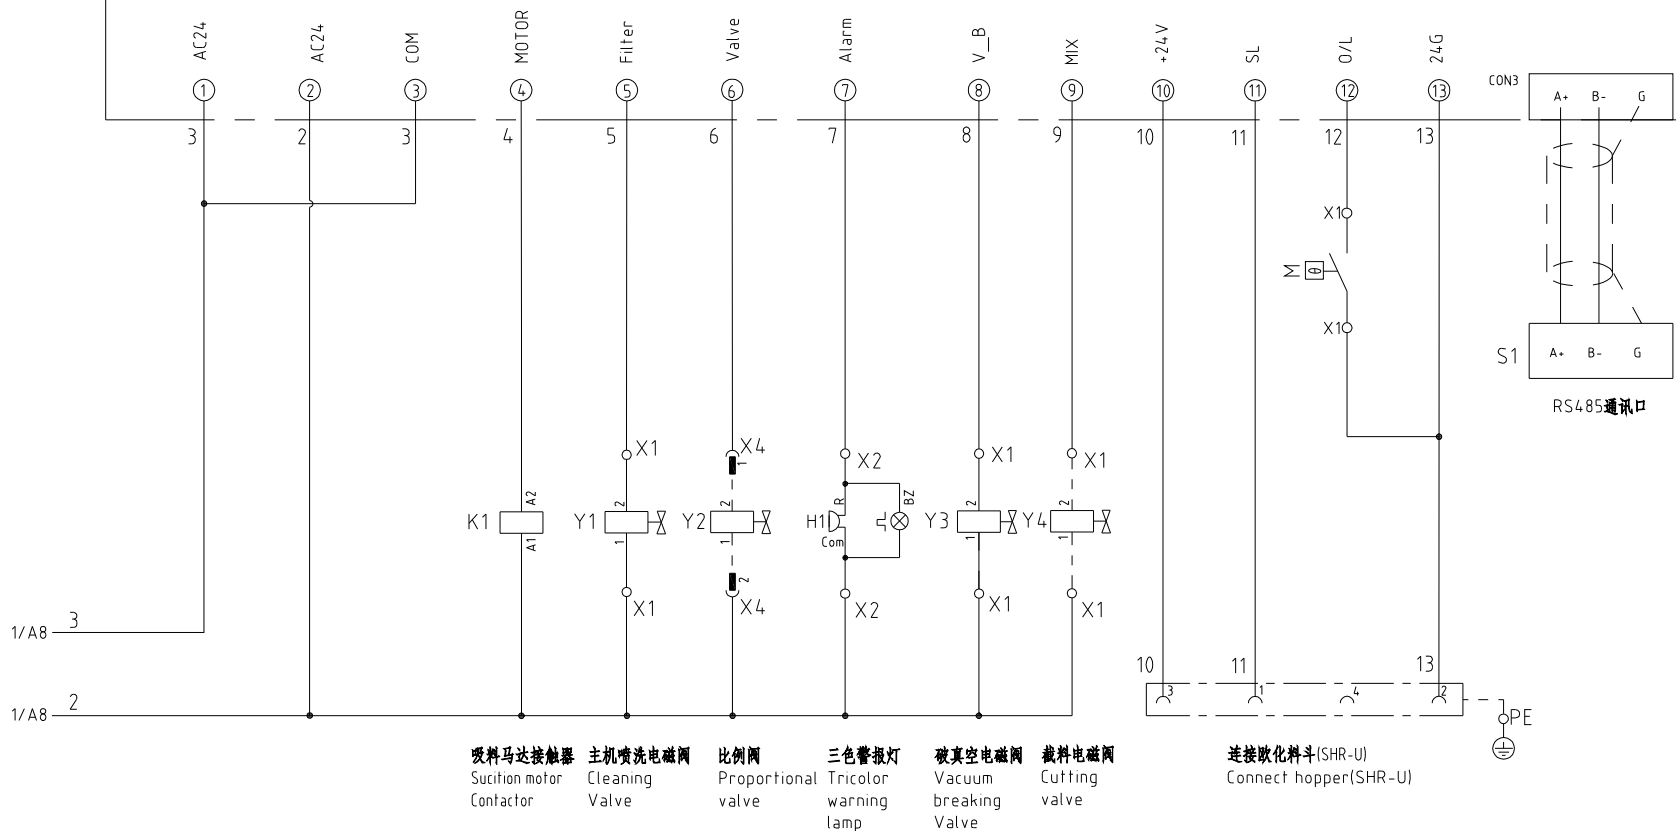 AC24 AC24 COM MOTOR Filter Valve Alarm V_B MIX +24V SL O/L 24G
1 2 3 4 5 6 7 8 9 10 11 12 13
CON3 A+ B- G
3 2 3 4 5 6 7 8 9 10 11 12 13
X1
M θ
X1
S1 A+ B- G
RS485通讯口
X1 X4 X2 X1 X1
1
A2 2 2 R BZ 2 2
K1 Y1 Y2 H1 Y3 Y4
A1 1 1 Com 1 1
2
X1 X4 X2 X1 X1
1/A8 3
10 11 13
3 1 4 2
1/A8 2
PE
吸料马达接触器 主机喷洗电磁阀 比例阀 三色警报灯 破真空电磁阀 截料电磁阀 连接欧化料斗(SHR-U)
Sucition motor Cleaning Proportional Tricolor Vacuum Cutting Connect hopper(SHR-U)
Contactor Valve valve warning breaking valve
lamp Valve